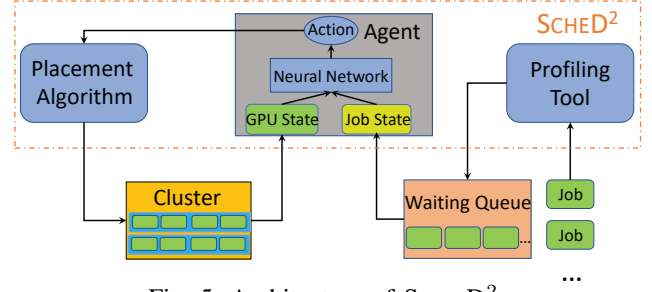 SCHED²
Action
Agent
Placement
Algorithm
Neural Network
Profiling
Tool
GPU State
Job State
Cluster
Waiting Queue
...
Job
Job
...